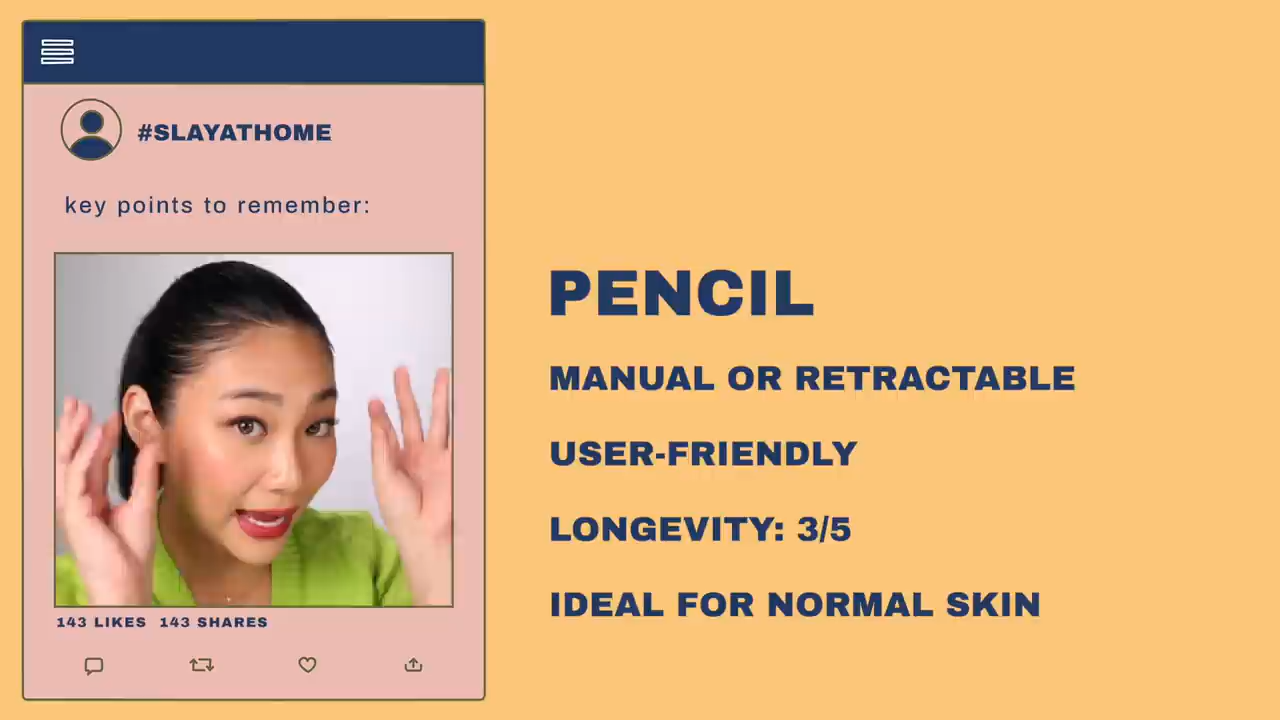 #SLAYATHOME
key points to remember:
143 LIKES 143 SHARES
PENCIL
MANUAL OR RETRACTABLE
USER-FRIENDLY
LONGEVITY: 3/5
IDEAL FOR NORMAL SKIN